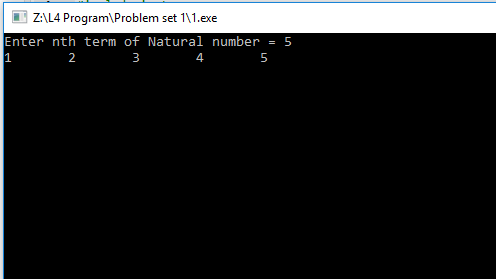 Z:\L4 Program\Problem set 1\1.exe
Enter nth term of Natural number = 5
1 2 3 4 5